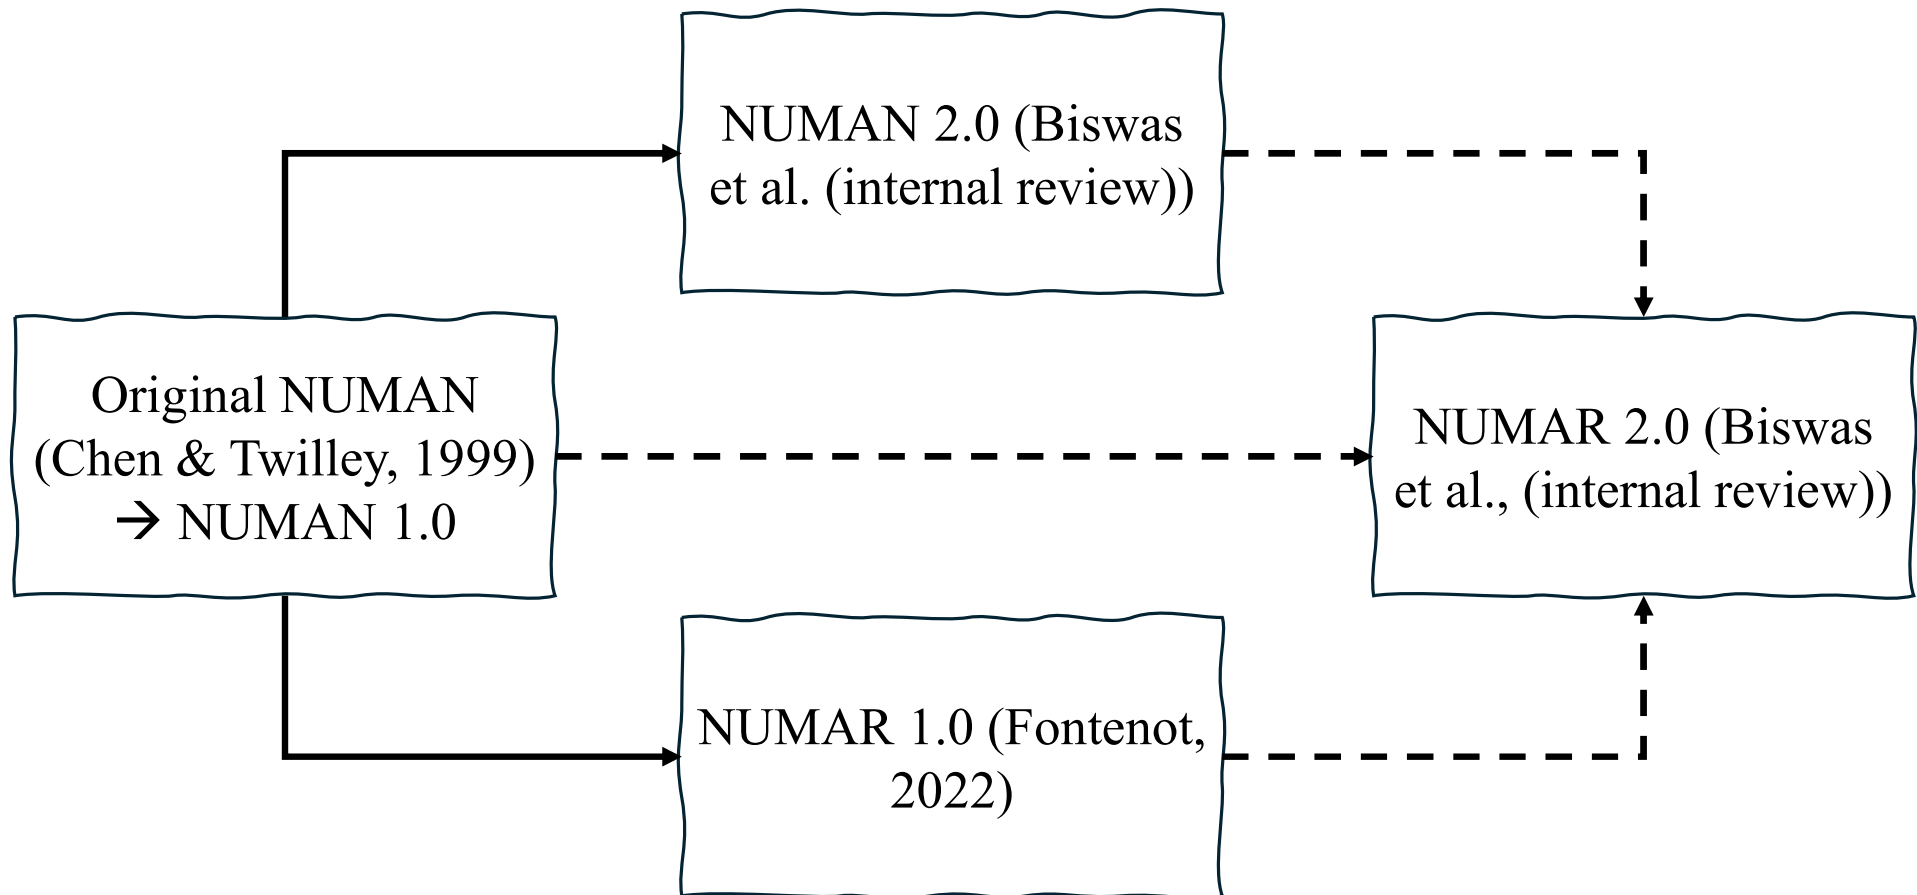 NUMAN 2.0 (Biswas
et al. (internal review))
Original NUMAN
(Chen & Twilley, 1999)
→ NUMAN 1.0
NUMAR 2.0 (Biswas
et al., (internal review))
NUMAR 1.0 (Fontenot,
2022)